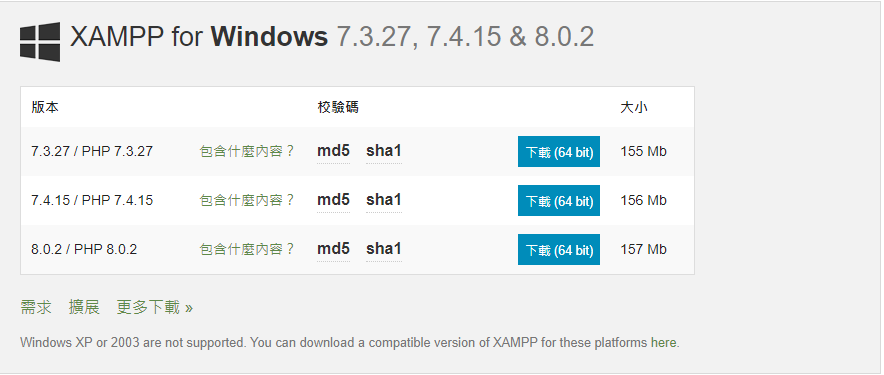 XAMPP for Windows 7.3.27, 7.4.15 & 8.0.2
版本 校驗碼 大小
7.3.27 / PHP 7.3.27 包含什麼內容？ md5 sha1 下載 (64 bit) 155 Mb
7.4.15 / PHP 7.4.15 包含什麼內容？ md5 sha1 下載 (64 bit) 156 Mb
8.0.2 / PHP 8.0.2 包含什麼內容？ md5 sha1 下載 (64 bit) 157 Mb
需求 擴展 更多下載 »
Windows XP or 2003 are not supported. You can download a compatible version of XAMPP for these platforms here.